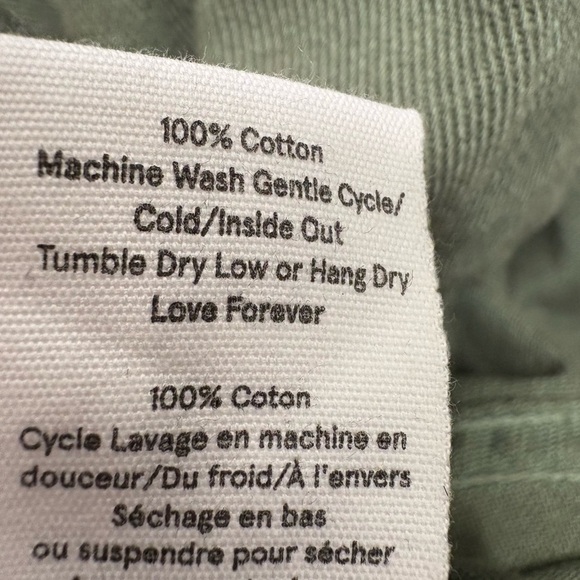 100% Cotton
Machine Wash Gentle Cycle/
Cold/Inside Out
Tumble Dry Low or Hang Dry
Love Forever
100% Coton
Cycle Lavage en machine en
douceur/Du froid/À l'envers
Séchage en bas
ou suspendre pour sécher